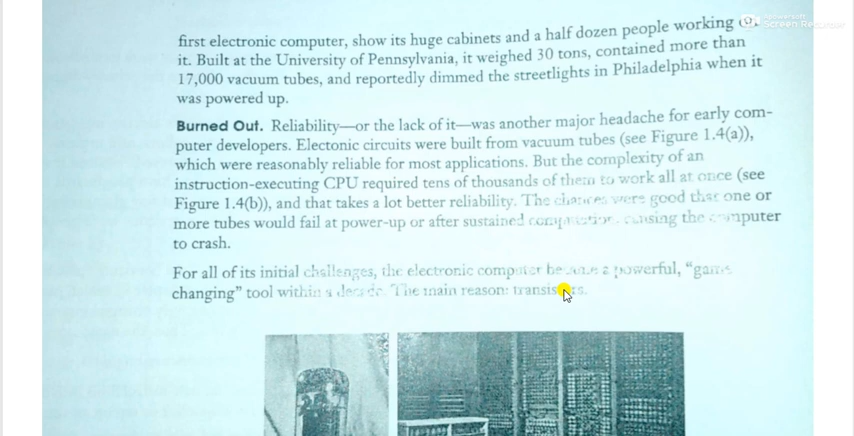 first electronic computer, show its huge cabinets and a half dozen people working
it. Built at the University of Pennsylvania, it weighed 30 tons, contained more than
17,000 vacuum tubes, and reportedly dimmed the streetlights in Philadelphia when it
was powered up.
Burned Out. Reliability—or the lack of it—was another major headache for early com-
puter developers. Electonic circuits were built from vacuum tubes (see Figure 1.4(a)),
which were reasonably reliable for most applications. But the complexity of an
instruction-executing CPU required tens of thousands of them to work all at once (see
Figure 1.4(b)), and that takes a lot better reliability. The chances were good that one or
more tubes would fail at power-up or after sustained causing the computer
to crash.
For all of its initial challenges, the electronic computer became a powerful, “game
changing” tool within a decade. The main reason: transistors.
Screen Recorder